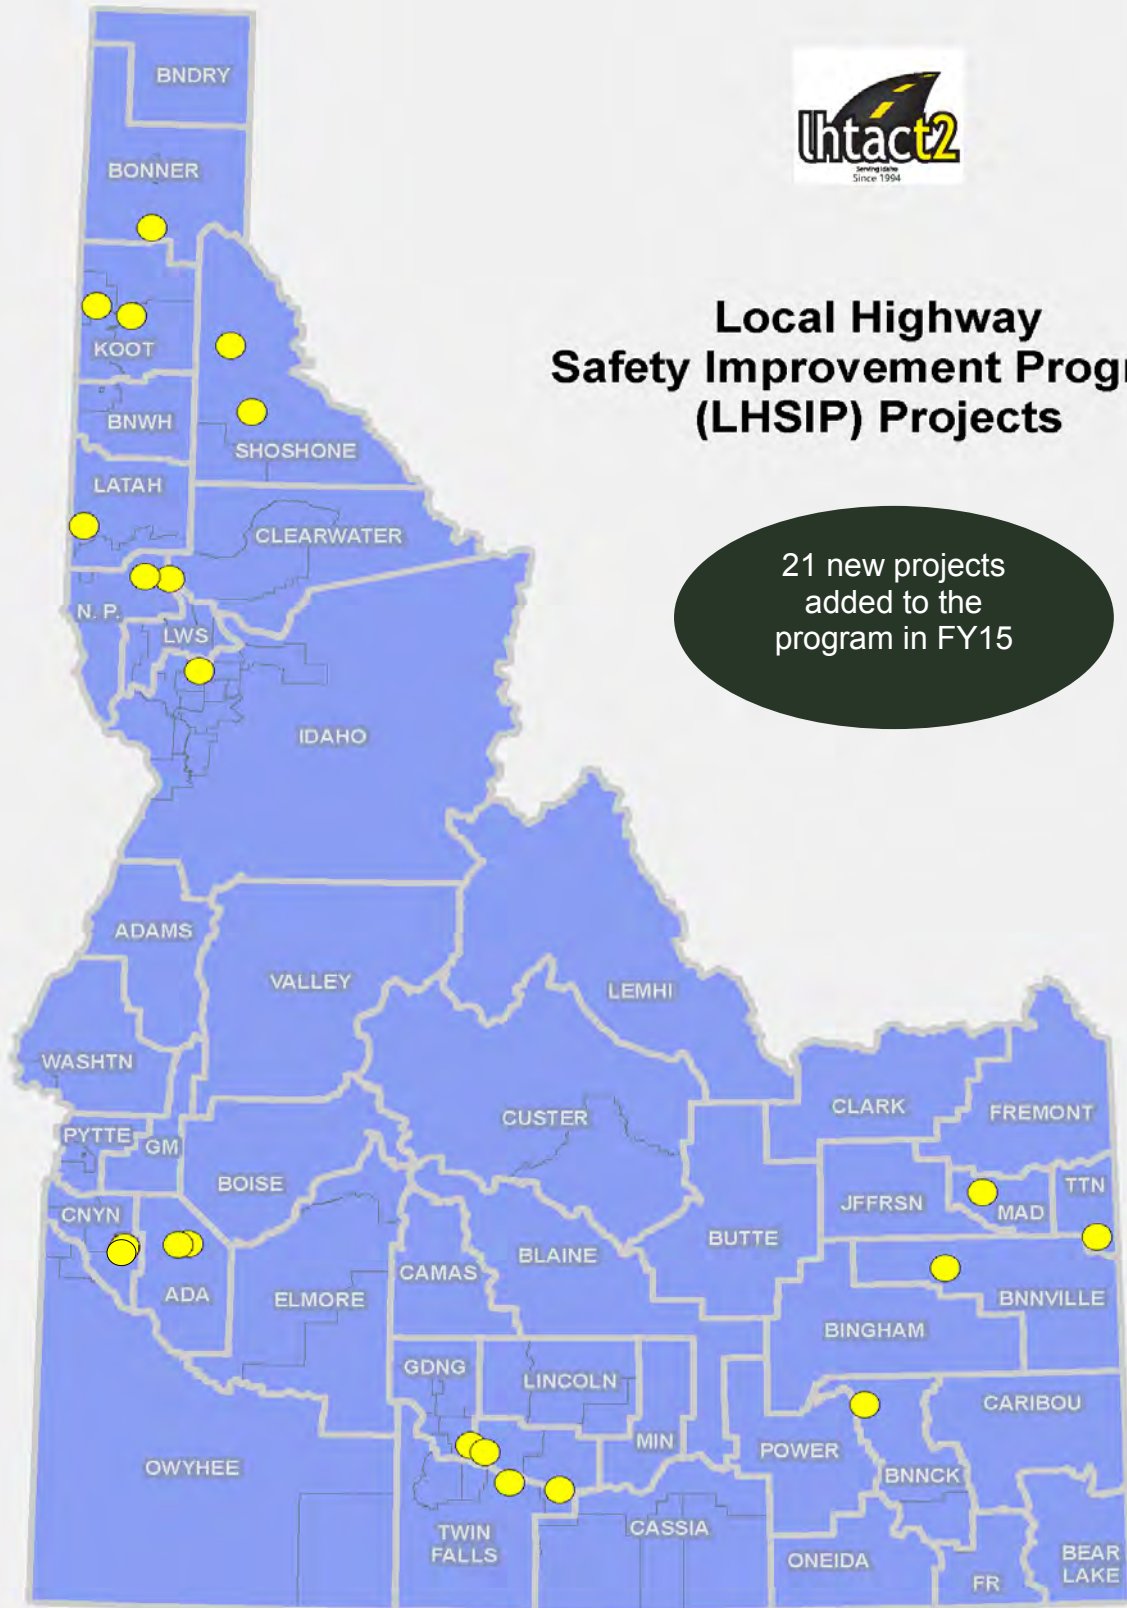 BNDRY
BONNER
lhtact2
Serving Idaho
Since 1994
Local Highway
Safety Improvement Progr
(LHSIP) Projects
KOOT
BNWH
SHOSHONE
LATAH
CLEARWATER
21 new projects
added to the
program in FY15
N. P.
LWS
IDAHO
ADAMS
VALLEY
LEMHI
WASHTN
CUSTER
CLARK
FREMONT
PYTTE
GM
BOISE
JFFRSN
MAD
TTN
CNYN
BUTTE
BLAINE
CAMAS
ADA
ELMORE
BNNVILLE
BINGHAM
GDNG
LINCOLN
CARIBOU
MIN
POWER
OWYHEE
BNNCK
TWIN
FALLS
CASSIA
ONEIDA
FR
BEAR
LAKE